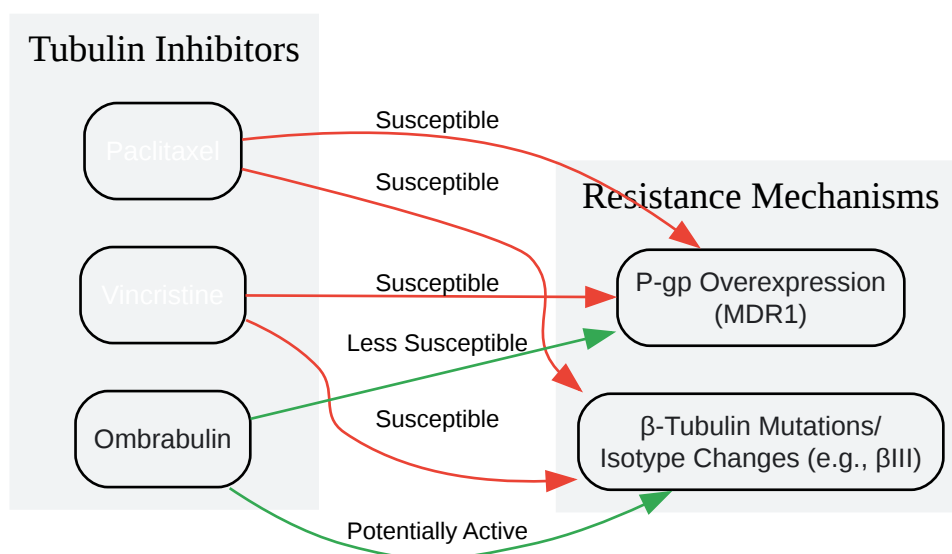 Tubulin Inhibitors
Paclitaxel
Vincristine
Ombrabulin
Susceptible
Susceptible
Susceptible
Less Susceptible
Susceptible
Potentially Active
Resistance Mechanisms
P-gp Overexpression
(MDR1)
β-Tubulin Mutations/
Isotype Changes (e.g., βIII)